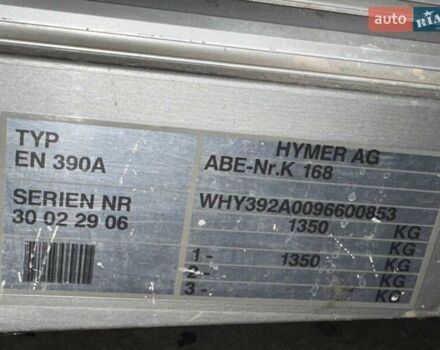 auto RIA
TYP
EN 390A
SERIEN NR
30 02 29 06
HYMER AG
ABE-Nr.K 168
WHY392A0096600853
1350 KG
1 - 1350 KG
2 - KG
3 - KG